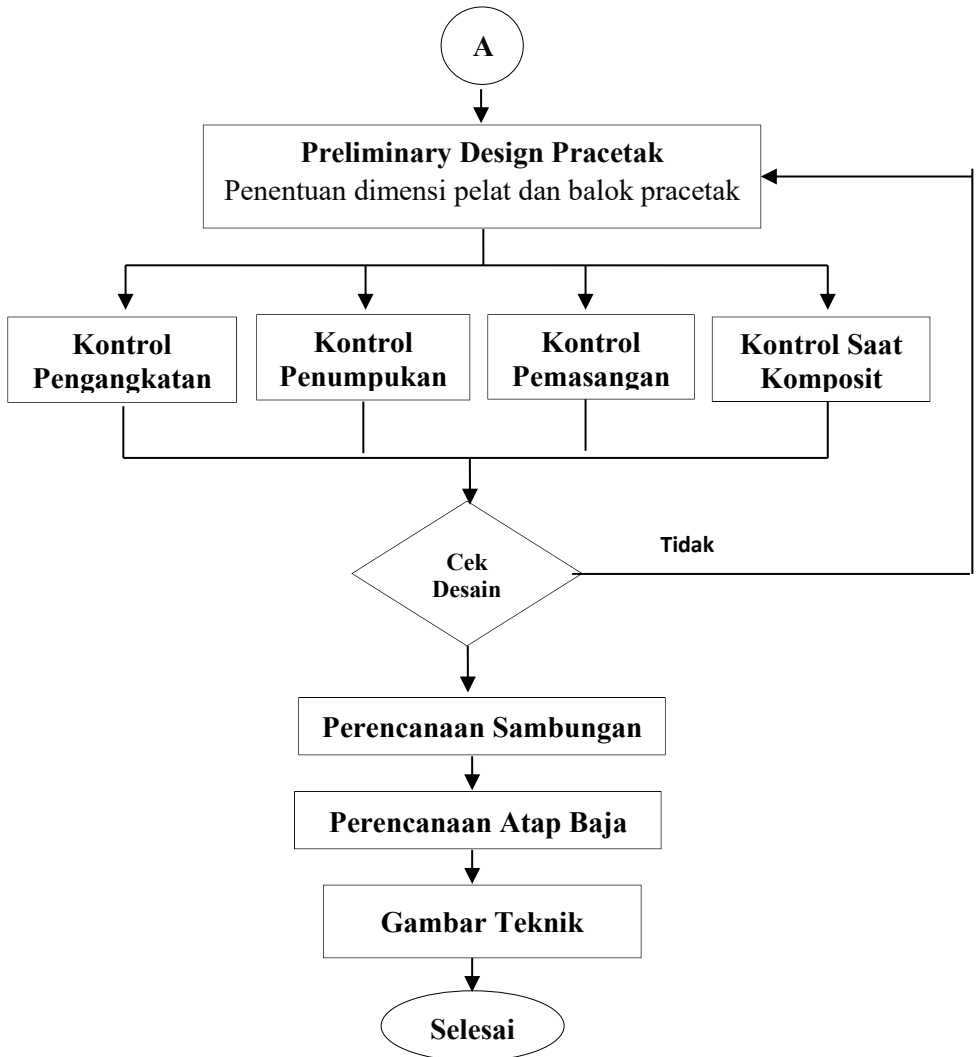 A
Preliminary Design Pracetak
Penentuan dimensi pelat dan balok pracetak
Kontrol
Pengangkatan
Kontrol
Penumpukan
Kontrol
Pemasangan
Kontrol Saat
Komposit
Cek
Desain
Tidak
Perencanaan Sambungan
Perencanaan Atap Baja
Gambar Teknik
Selesai